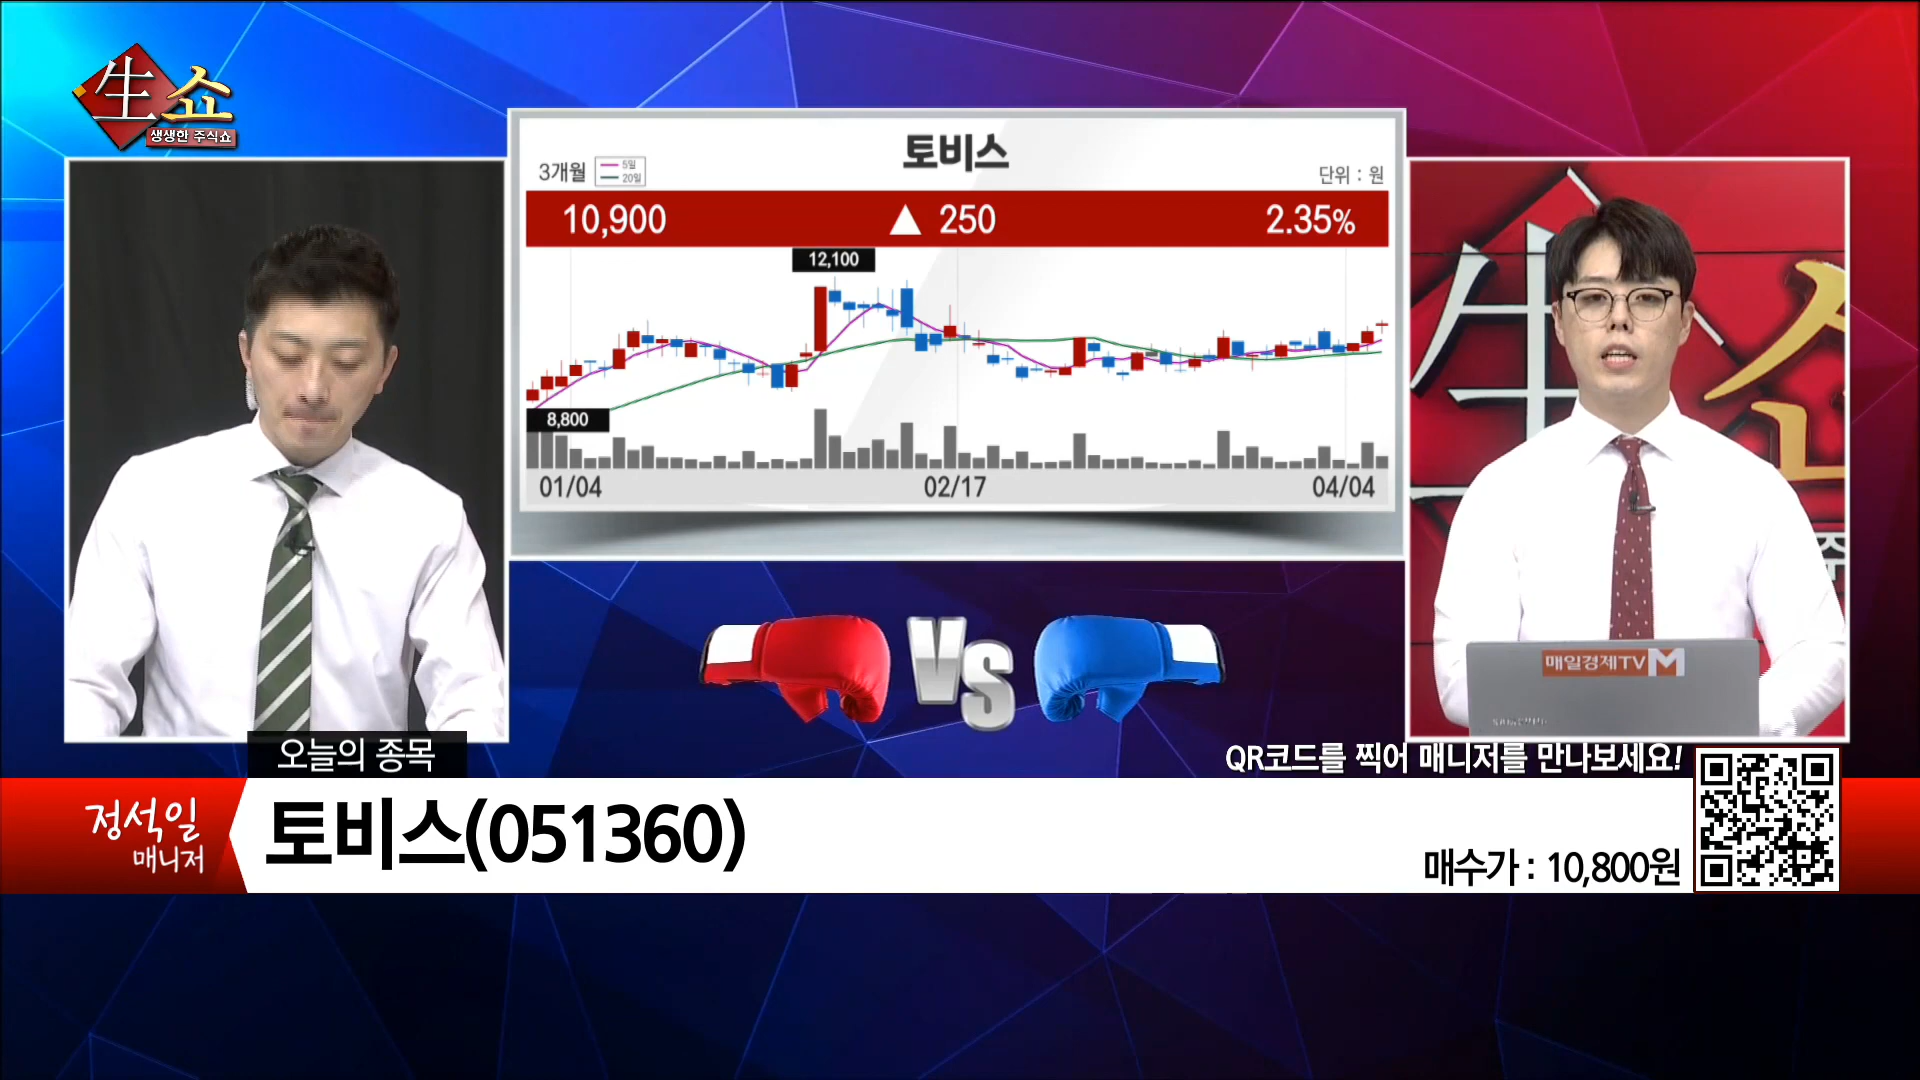 生쇼
생생한 주식쇼
토비스
3개월
5일
20일
단위 : 원
10,900 ▲ 250 2.35%
12,100
8,800
01/04 02/17 04/04
生 쇼
주
매일경제TV M
VS
오늘의 종목
QR코드를 찍어 매니저를 만나보세요!
정석일
매니저
토비스(051360)
매수가 : 10,800원